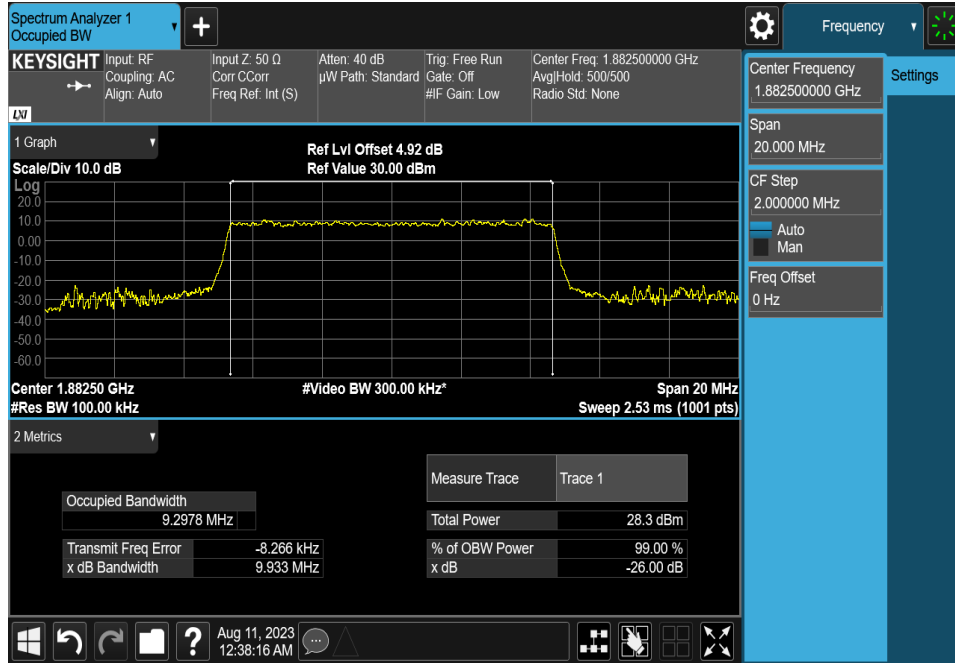 Spectrum Analyzer 1
Occupied BW
Frequency
KEYSIGHT
LXI
Input: RF
Coupling: AC
Align: Auto
Input Z: 50 Ω
Corr CCorr
Freq Ref: Int (S)
Atten: 40 dB
µW Path: Standard
Trig: Free Run
Gate: Off
#IF Gain: Low
Center Freq: 1.882500000 GHz
Avg|Hold: 500/500
Radio Std: None
Center Frequency
1.882500000 GHz
Settings
Span
20.000 MHz
CF Step
2.000000 MHz
Auto
Man
Freq Offset
0 Hz
1 Graph
Scale/Div 10.0 dB
Ref Lvl Offset 4.92 dB
Ref Value 30.00 dBm
Log
20.0
10.0
0.00
-10.0
-20.0
-30.0
-40.0
-50.0
-60.0
Center 1.88250 GHz
#Video BW 300.00 kHz*
Span 20 MHz
#Res BW 100.00 kHz
Sweep 2.53 ms (1001 pts)
2 Metrics
Measure Trace Trace 1
Occupied Bandwidth
9.2978 MHz
Total Power 28.3 dBm
Transmit Freq Error -8.266 kHz
% of OBW Power 99.00 %
x dB Bandwidth 9.933 MHz
x dB -26.00 dB
?
Aug 11, 2023
12:38:16 AM